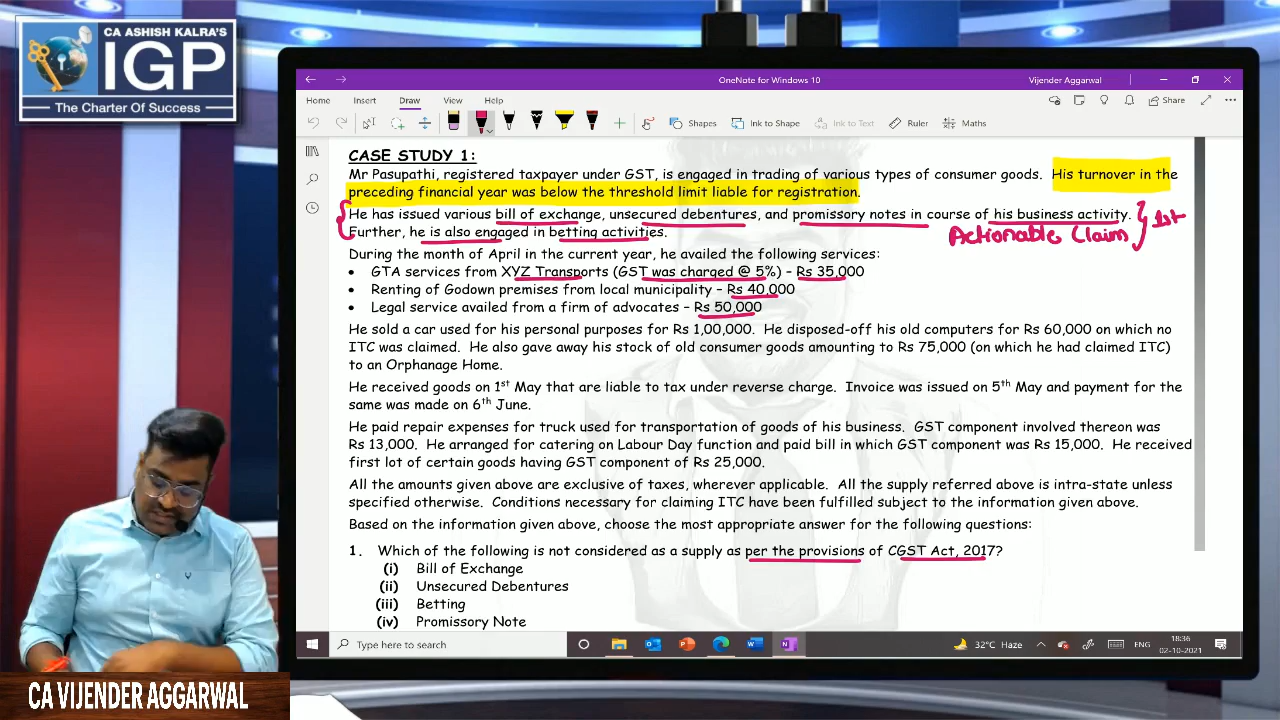 CA ASHISH KALRA'S
IGP
The Charter Of Success
OneNote for Windows 10
Vijender Aggarwal
Home Insert Draw View Help
Share
Shapes
Ink to Shape
Ink to Text
Ruler
Maths
CASE STUDY 1:
Mr Pasupathi, registered taxpayer under GST, is engaged in trading of various types of consumer goods. His turnover in the
preceding financial year was below the threshold limit liable for registration.
He has issued various bill of exchange, unsecured debentures, and promissory notes in course of his business activity.
1st
Further, he is also engaged in betting activities.
Actionable Claim
During the month of April in the current year, he availed the following services:
• GTA services from XYZ Transports (GST was charged @ 5%) – Rs 35,000
• Renting of Godown premises from local municipality – Rs 40,000
• Legal service availed from a firm of advocates – Rs 50,000
He sold a car used for his personal purposes for Rs 1,00,000. He disposed-off his old computers for Rs 60,000 on which no
ITC was claimed. He also gave away his stock of old consumer goods amounting to Rs 75,000 (on which he had claimed ITC)
to an Orphanage Home.
He received goods on 1st May that are liable to tax under reverse charge. Invoice was issued on 5th May and payment for the
same was made on 6th June.
He paid repair expenses for truck used for transportation of goods of his business. GST component involved thereon was
Rs 13,000. He arranged for catering on Labour Day function and paid bill in which GST component was Rs 15,000. He received
first lot of certain goods having GST component of Rs 25,000.
All the amounts given above are exclusive of taxes, wherever applicable. All the supply referred above is intra-state unless
specified otherwise. Conditions necessary for claiming ITC have been fulfilled subject to the information given above.
Based on the information given above, choose the most appropriate answer for the following questions:
1. Which of the following is not considered as a supply as per the provisions of CGST Act, 2017?
(i) Bill of Exchange
(ii) Unsecured Debentures
(iii) Betting
(iv) Promissory Note
Type here to search
32°C Haze
ENG
18:36
02-10-2021
CA VIJENDER AGGARWAL